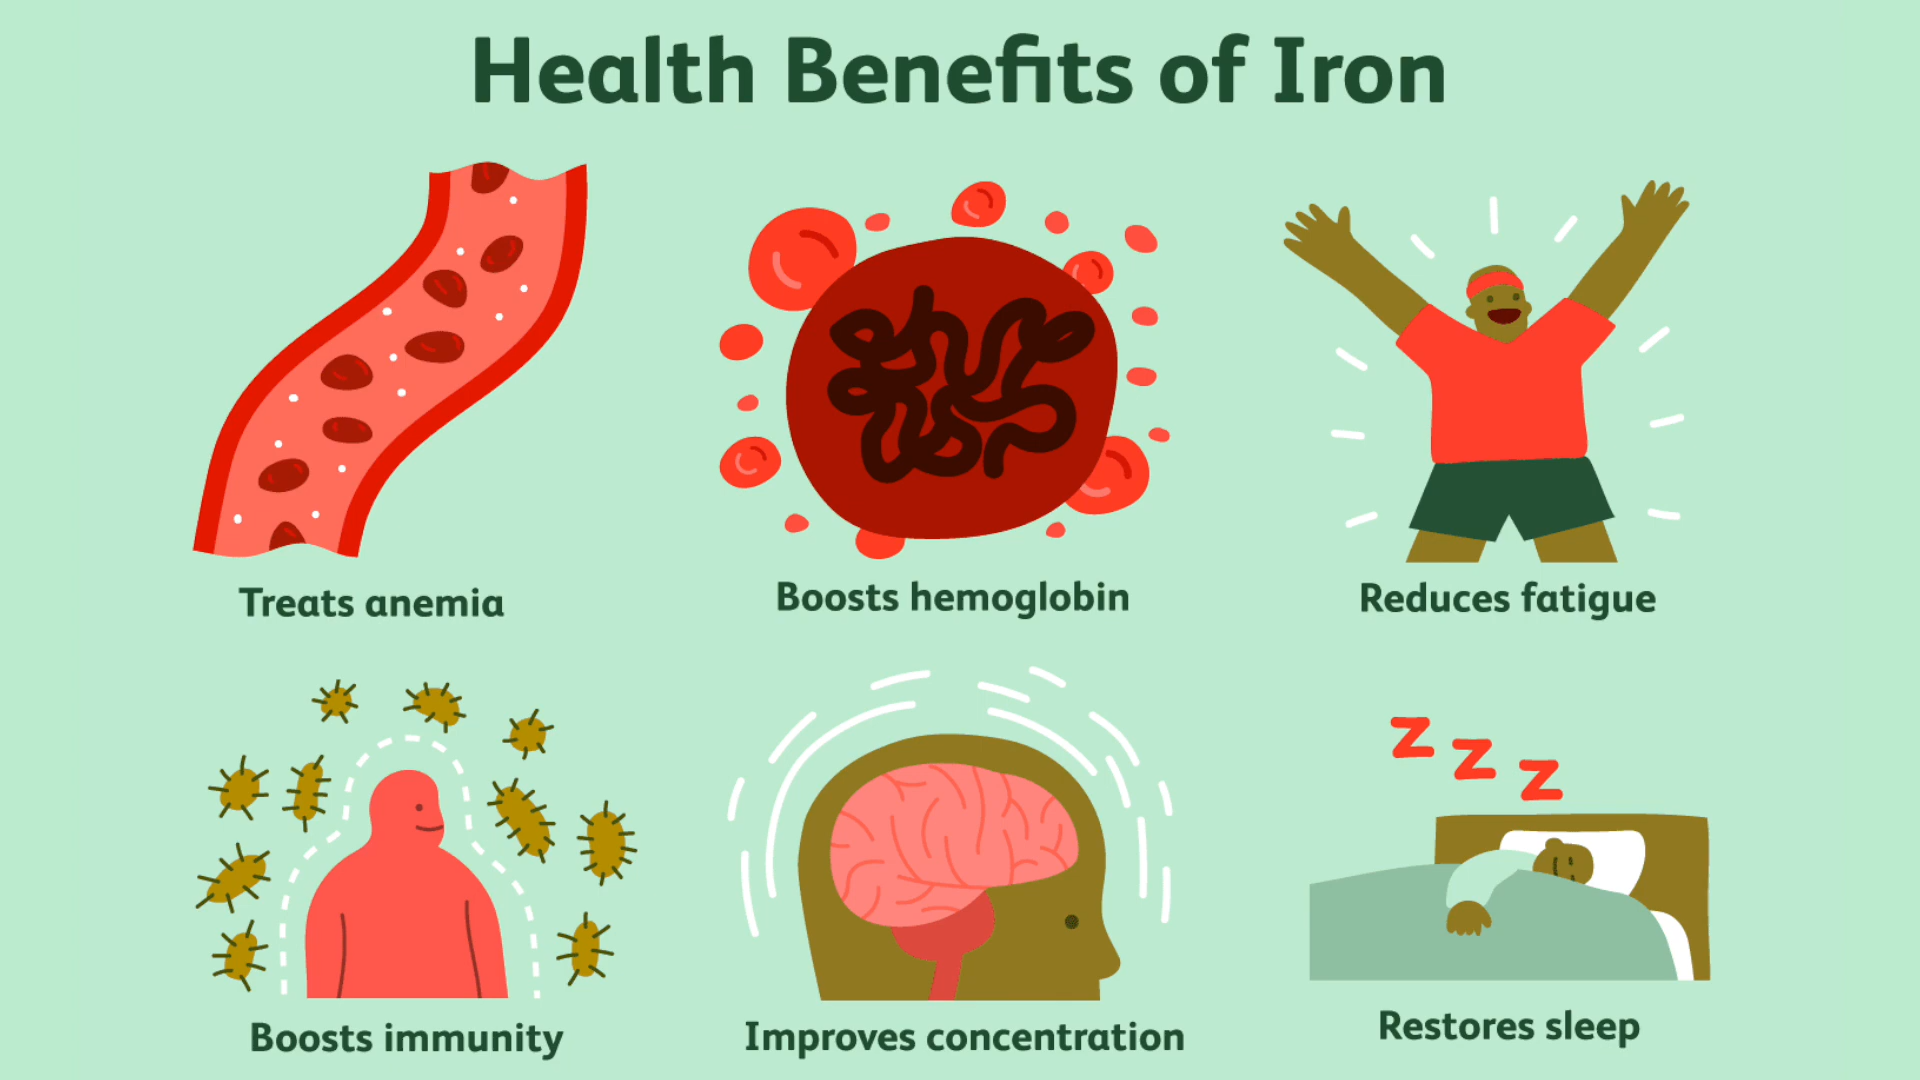 Health Benefits of Iron
Treats anemia
Boosts hemoglobin
Reduces fatigue
z z z
Boosts immunity
Improves concentration
Restores sleep